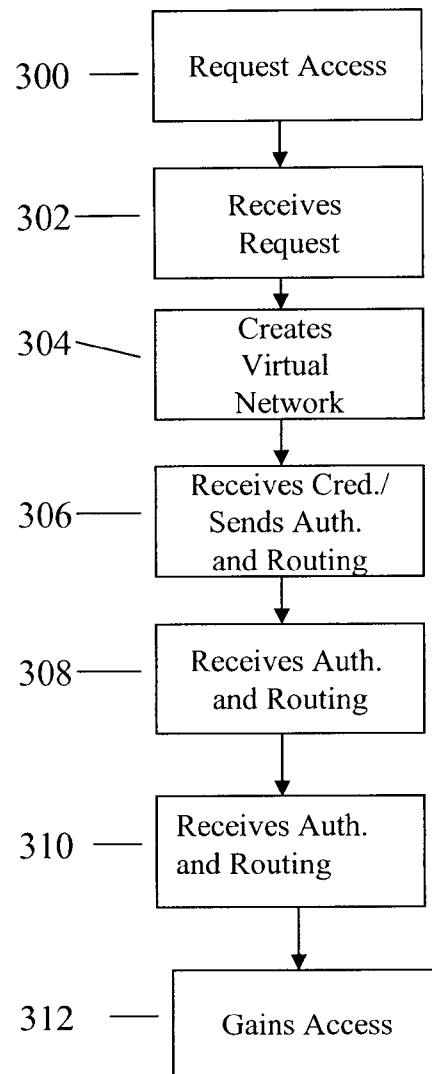 300
Request Access
302
Receives
Request
304
Creates
Virtual
Network
306
Receives Cred./
Sends Auth.
and Routing
308
Receives Auth.
and Routing
310
Receives Auth.
and Routing
312
Gains Access